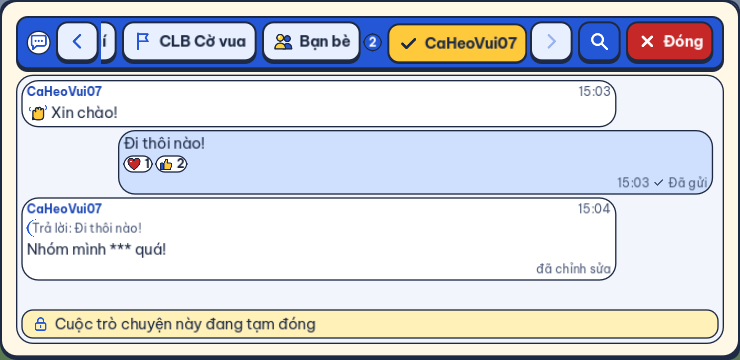 í CLB Cờ vua Bạn bè 2 CaHeoVui07 Đóng
CaHeoVui07 15:03
Xin chào!
Đi thôi nào!
1 2
15:03 ✓ Đã gửi
CaHeoVui07 15:04
Trả lời: Đi thôi nào!
Nhóm mình *** quá!
đã chỉnh sửa
Cuộc trò chuyện này đang tạm đóng